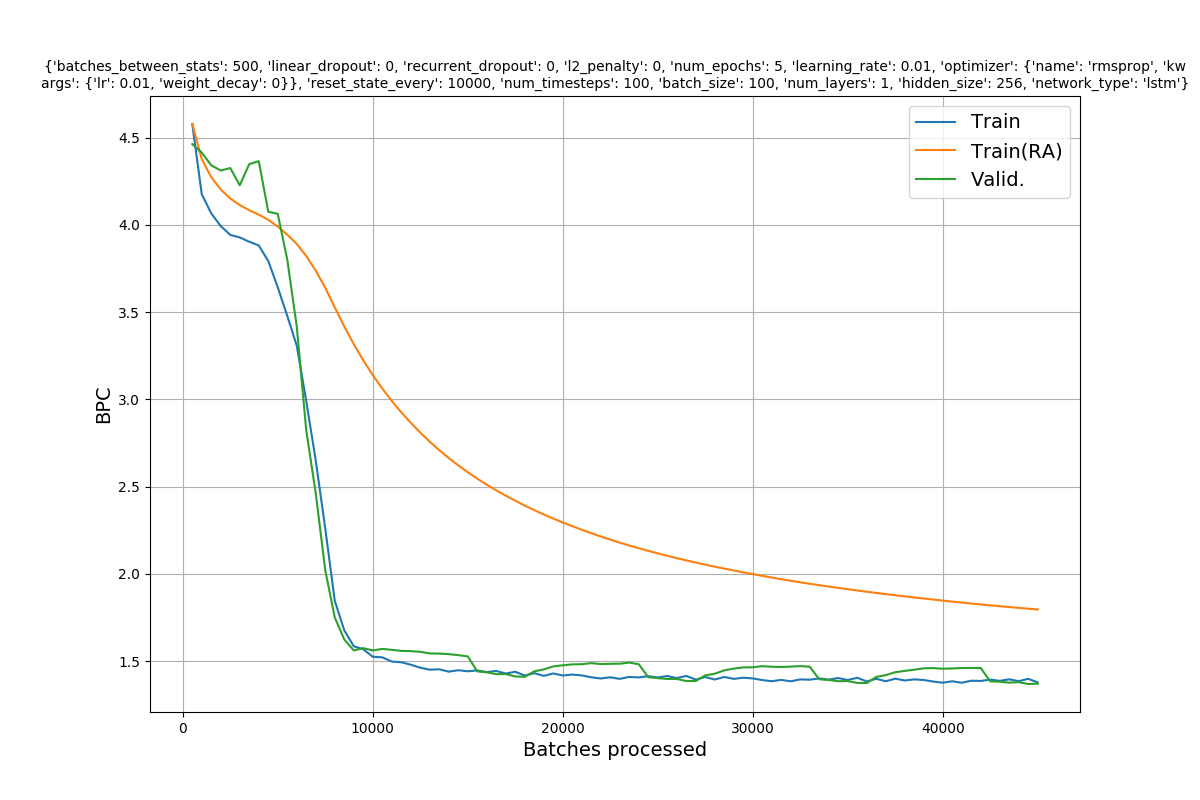 {'batches_between_stats': 500, 'linear_dropout': 0, 'recurrent_dropout': 0, 'l2_penalty': 0, 'num_epochs': 5, 'learning_rate': 0.01, 'optimizer': {'name': 'rmsprop', 'kw
args': {'lr': 0.01, 'weight_decay': 0}}, 'reset_state_every': 10000, 'num_timesteps': 100, 'batch_size': 100, 'num_layers': 1, 'hidden_size': 256, 'network_type': 'lstm'}
Train
Train(RA)
Valid.
4.5
4.0
3.5
3.0
2.5
2.0
1.5
BPC
0 10000 20000 30000 40000
Batches processed